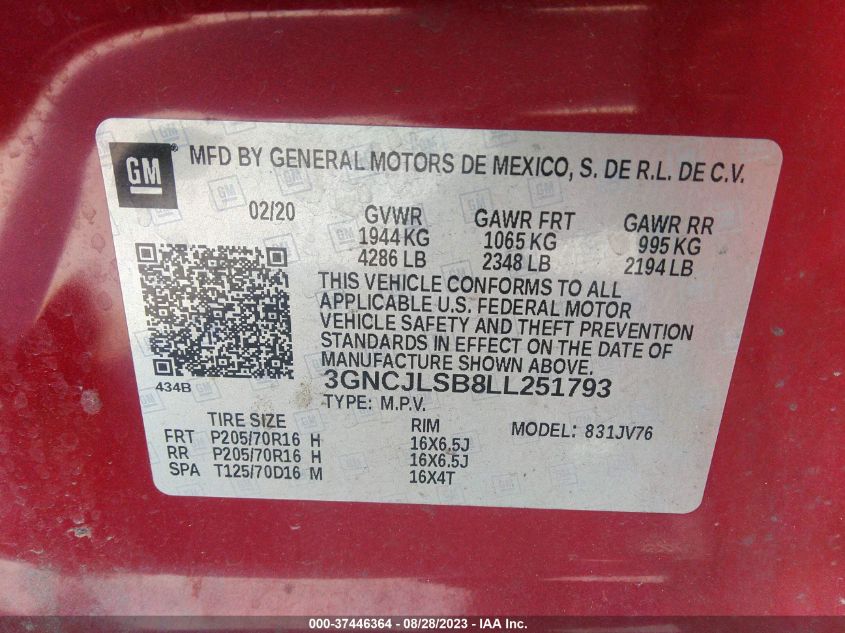 GM ® MFD BY GENERAL MOTORS DE MEXICO, S. DE R.L. DE C.V.
02/20 GVWR GAWR FRT GAWR RR
1944 KG 1065 KG 995 KG
4286 LB 2348 LB 2194 LB
THIS VEHICLE CONFORMS TO ALL
APPLICABLE U.S. FEDERAL MOTOR
VEHICLE SAFETY AND THEFT PREVENTION
STANDARDS IN EFFECT ON THE DATE OF
MANUFACTURE SHOWN ABOVE.
434B 3GNCJLSB8LL251793
TYPE: M.P.V.
TIRE SIZE RIM MODEL: 831JV76
FRT P205/70R16 H 16X6.5J
RR P205/70R16 H 16X6.5J
SPA T125/70D16 M 16X4T
000-37446364 | 08/28/2023 | IAA Inc.